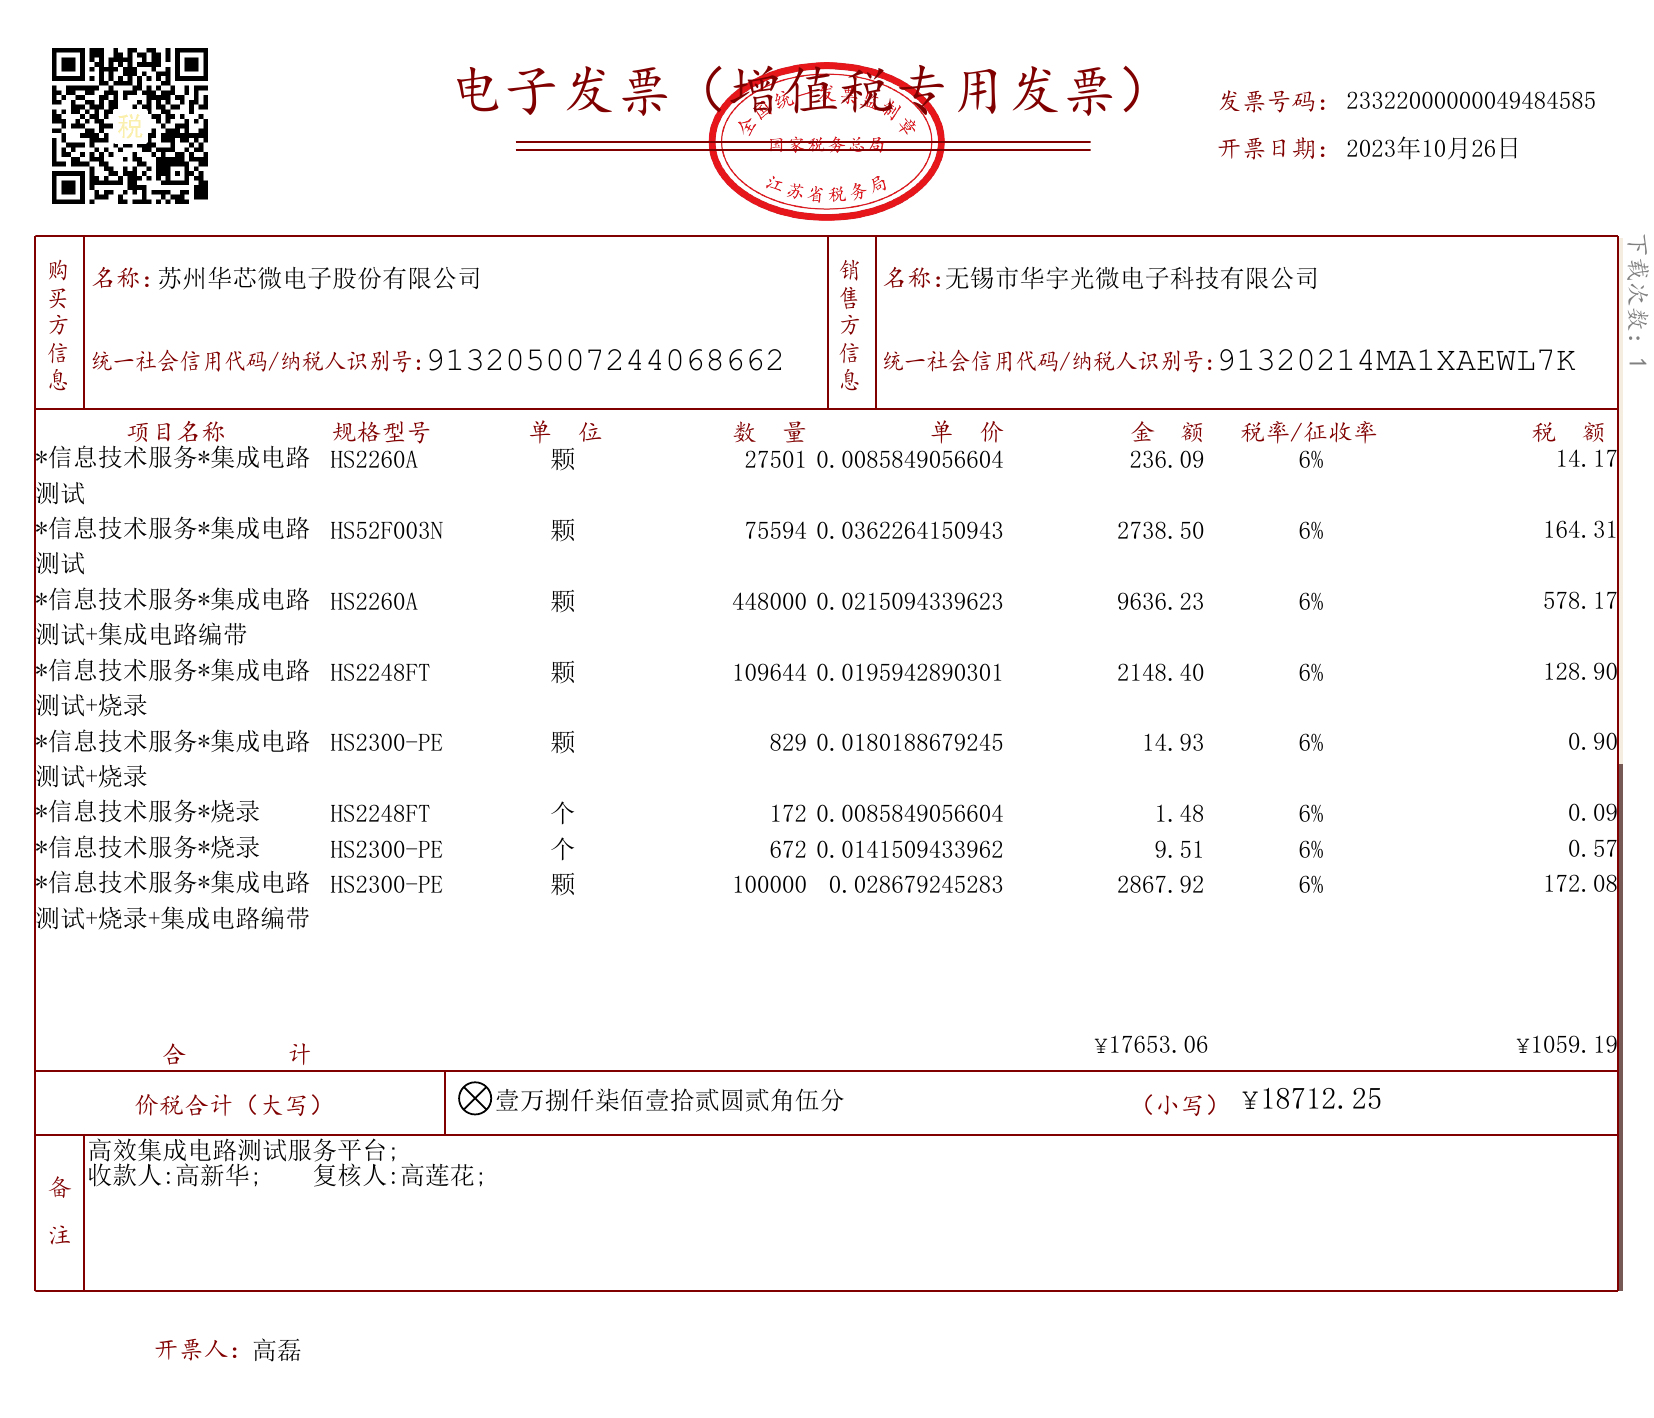 电子发票（增值税专用发票）
全国统一发票监制章
国家税务总局
江苏省税务局
税
发票号码：23322000000049484585
开票日期：2023年10月26日
下载次数：1
购买方信息
名称：苏州华芯微电子股份有限公司
统一社会信用代码/纳税人识别号：913205007244068662
销售方信息
名称：无锡市华宇光微电子科技有限公司
统一社会信用代码/纳税人识别号：91320214MA1XAEWL7K
项目名称 规格型号 单位 数量 单价 金额 税率/征收率 税额
*信息技术服务*集成电路 HS2260A 颗 27501 0.0085849056604 236.09 6% 14.17
测试
*信息技术服务*集成电路 HS52F003N 颗 75594 0.0362264150943 2738.50 6% 164.31
测试
*信息技术服务*集成电路 HS2260A 颗 448000 0.0215094339623 9636.23 6% 578.17
测试+集成电路编带
*信息技术服务*集成电路 HS2248FT 颗 109644 0.0195942890301 2148.40 6% 128.90
测试+烧录
*信息技术服务*集成电路 HS2300-PE 颗 829 0.0180188679245 14.93 6% 0.90
测试+烧录
*信息技术服务*烧录 HS2248FT 个 172 0.0085849056604 1.48 6% 0.09
*信息技术服务*烧录 HS2300-PE 个 672 0.0141509433962 9.51 6% 0.57
*信息技术服务*集成电路 HS2300-PE 颗 100000 0.028679245283 2867.92 6% 172.08
测试+烧录+集成电路编带
合计 ¥17653.06 ¥1059.19
价税合计（大写） 壹万捌仟柒佰壹拾贰圆贰角伍分 （小写） ¥18712.25
备注
高效集成电路测试服务平台;
收款人:高新华; 复核人:高莲花;
开票人：高磊